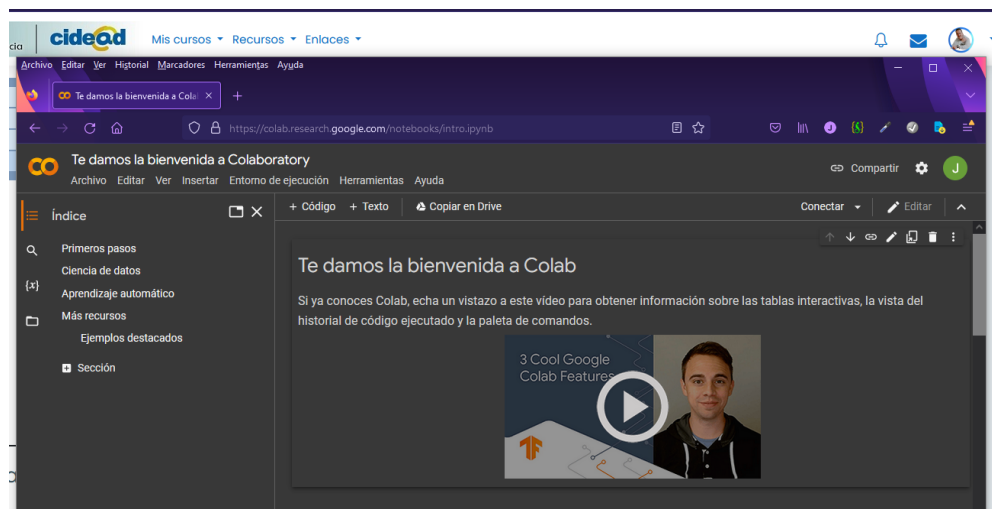 cia
cidead Mis cursos Recursos Enlaces
Archivo Editar Ver Historial Marcadores Herramientas Ayuda
Te damos la bienvenida a Cola
https://colab.research.google.com/notebooks/intro.ipynb
Te damos la bienvenida a Colaboratory
Archivo Editar Ver Insertar Entorno de ejecución Herramientas Ayuda
Compartir
J
Índice
+ Código + Texto Copiar en Drive
Conectar Editar
{x}
Primeros pasos
Ciencia de datos
Aprendizaje automático
Más recursos
Ejemplos destacados
Sección
Te damos la bienvenida a Colab
Si ya conoces Colab, echa un vistazo a este vídeo para obtener información sobre las tablas interactivas, la vista del
historial de código ejecutado y la paleta de comandos.
3 Cool Google
Colab Features